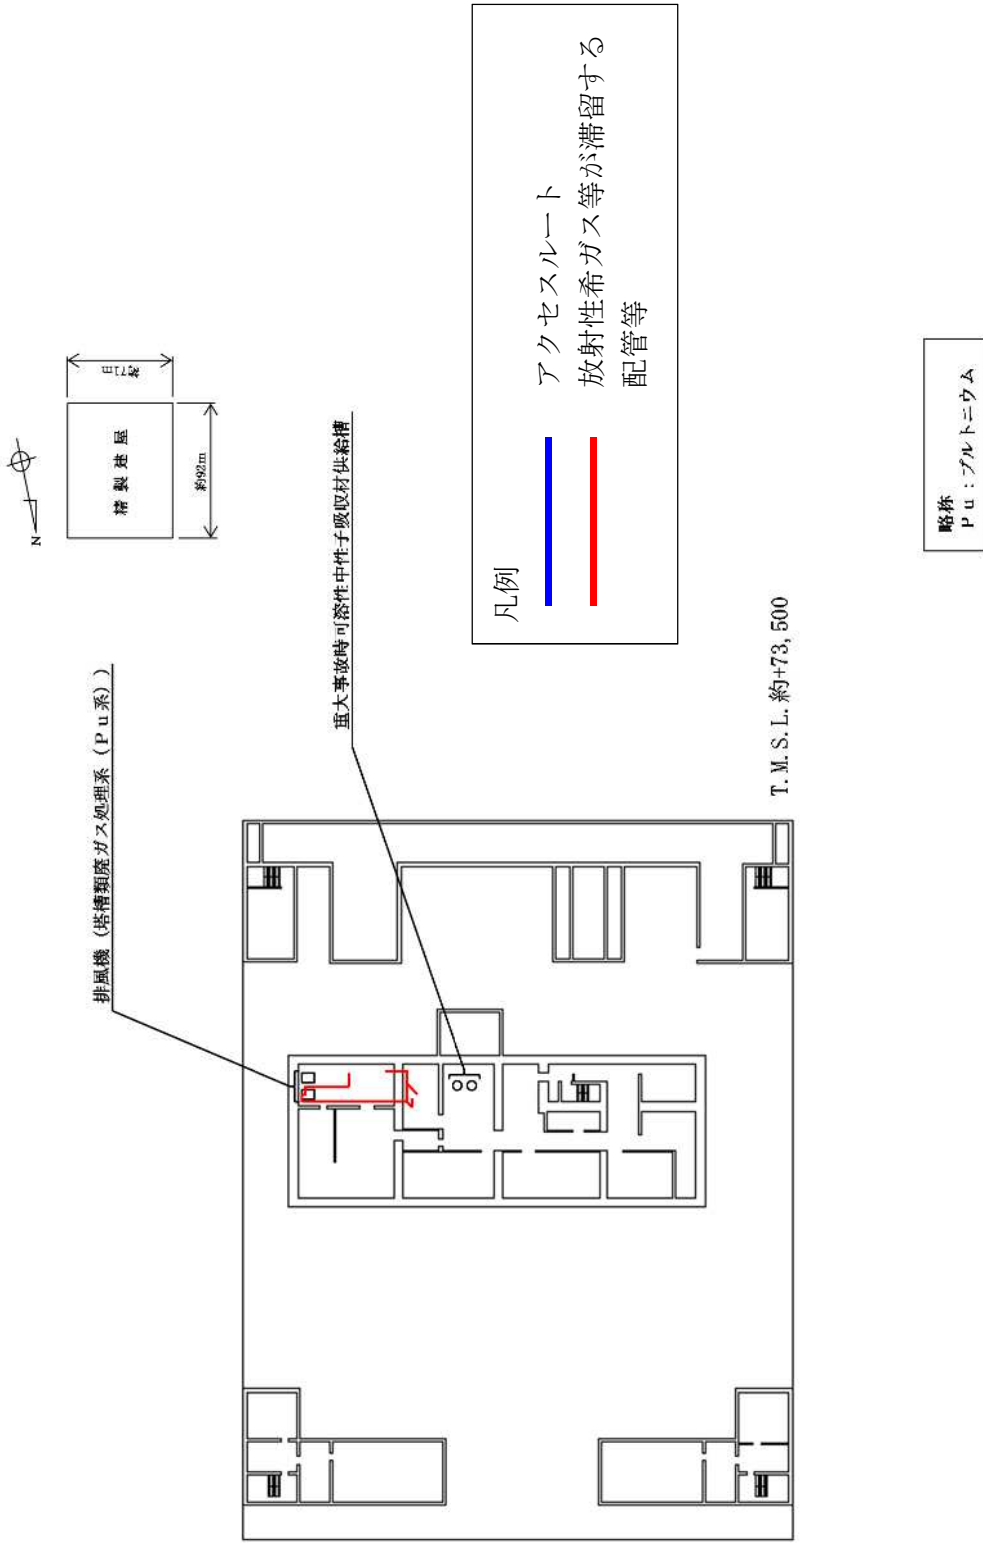 N
精製建屋
約92m
排風機（塔槽類廃ガス処理系（Pu系））
重大事故時可溶性中性子吸収材供給槽
凡例
アクセスルート
放射性希ガス等が滞留する
配管等
T.M.S.L.約+73,500
略称
Pu：プルトニウム